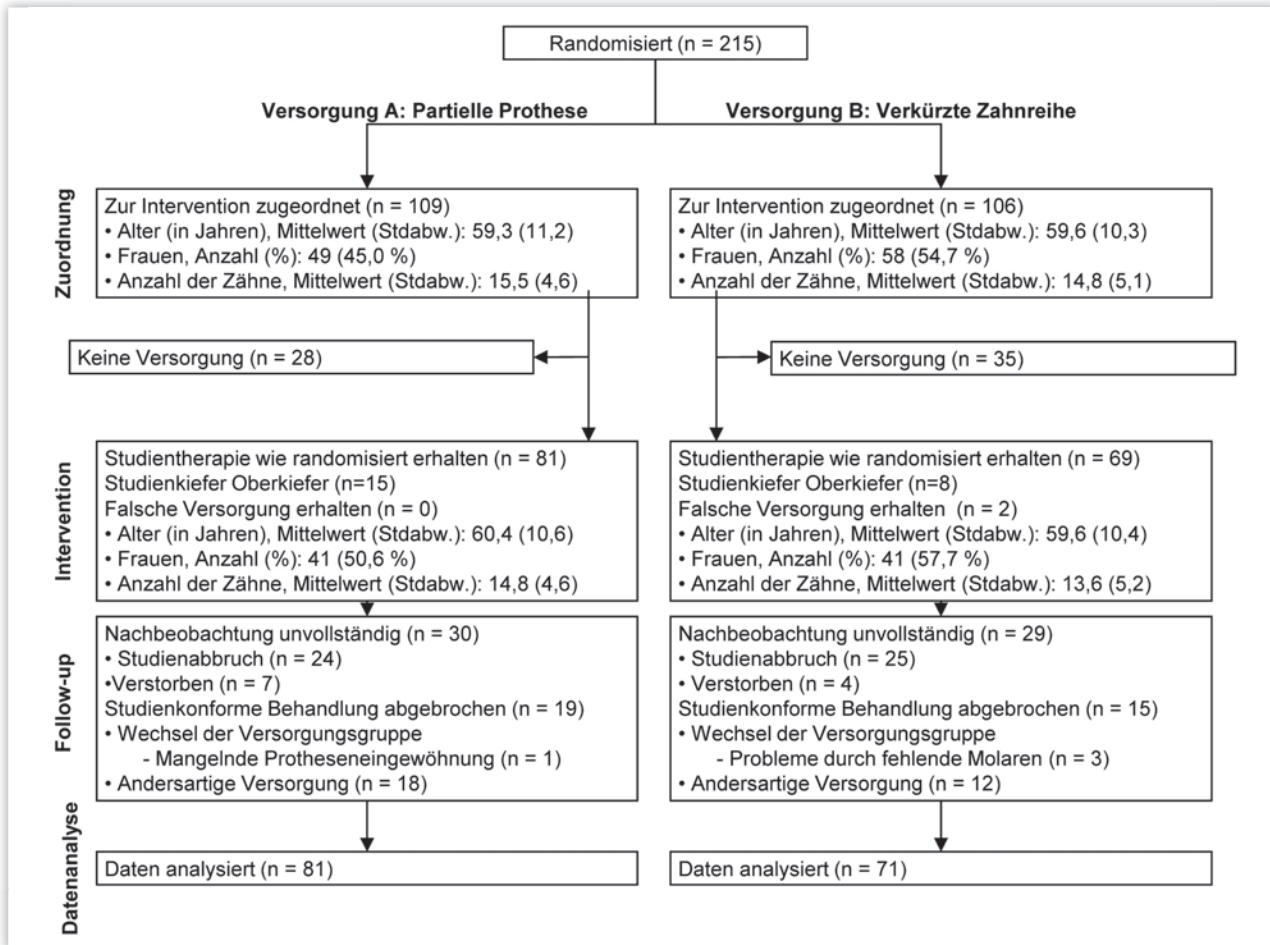 Randomisiert (n = 215)
Versorgung A: Partielle Prothese
Versorgung B: Verkürzte Zahnreihe
Zuordnung
Zur Intervention zugeordnet (n = 109)
• Alter (in Jahren), Mittelwert (Stdabw.): 59,3 (11,2)
• Frauen, Anzahl (%): 49 (45,0 %)
• Anzahl der Zähne, Mittelwert (Stdabw.): 15,5 (4,6)
Zur Intervention zugeordnet (n = 106)
• Alter (in Jahren), Mittelwert (Stdabw.): 59,6 (10,3)
• Frauen, Anzahl (%): 58 (54,7 %)
• Anzahl der Zähne, Mittelwert (Stdabw.): 14,8 (5,1)
Keine Versorgung (n = 28)
Keine Versorgung (n = 35)
Intervention
Studientherapie wie randomisiert erhalten (n = 81)
Studienkiefer Oberkiefer (n=15)
Falsche Versorgung erhalten (n = 0)
• Alter (in Jahren), Mittelwert (Stdabw.): 60,4 (10,6)
• Frauen, Anzahl (%): 41 (50,6 %)
• Anzahl der Zähne, Mittelwert (Stdabw.): 14,8 (4,6)
Studientherapie wie randomisiert erhalten (n = 69)
Studienkiefer Oberkiefer (n=8)
Falsche Versorgung erhalten (n = 2)
• Alter (in Jahren), Mittelwert (Stdabw.): 59,6 (10,4)
• Frauen, Anzahl (%): 41 (57,7 %)
• Anzahl der Zähne, Mittelwert (Stdabw.): 13,6 (5,2)
Follow-up
Nachbeobachtung unvollständig (n = 30)
• Studienabbruch (n = 24)
•Verstorben (n = 7)
Studienkonforme Behandlung abgebrochen (n = 19)
• Wechsel der Versorgungsgruppe
- Mangelnde Protheseneingewöhnung (n = 1)
• Andersartige Versorgung (n = 18)
Nachbeobachtung unvollständig (n = 29)
• Studienabbruch (n = 25)
• Verstorben (n = 4)
Studienkonforme Behandlung abgebrochen (n = 15)
• Wechsel der Versorgungsgruppe
- Probleme durch fehlende Molaren (n = 3)
• Andersartige Versorgung (n = 12)
Datenanalyse
Daten analysiert (n = 81)
Daten analysiert (n = 71)